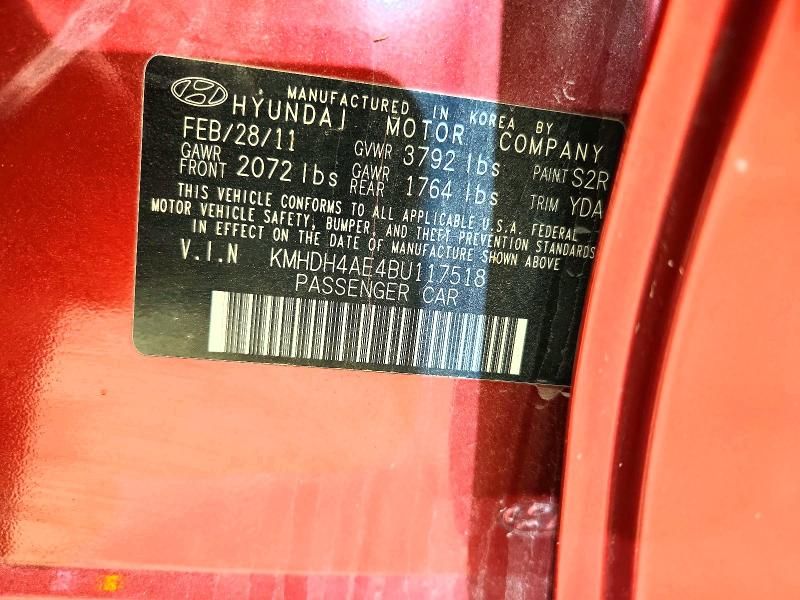 MANUFACTURED IN KOREA BY
HYUNDAI MOTOR COMPANY
FEB/28/11 GVWR 3792 lbs PAINT S2R
GAWR FRONT 2072 lbs GAWR REAR 1764 lbs TRIM YDA
THIS VEHICLE CONFORMS TO ALL APPLICABLE U.S.A. FEDERAL
MOTOR VEHICLE SAFETY, BUMPER, AND THEFT PREVENTION STANDARDS
IN EFFECT ON THE DATE OF MANUFACTURE SHOWN ABOVE
V.I.N KMHDH4AE4BU117518
PASSENGER CAR